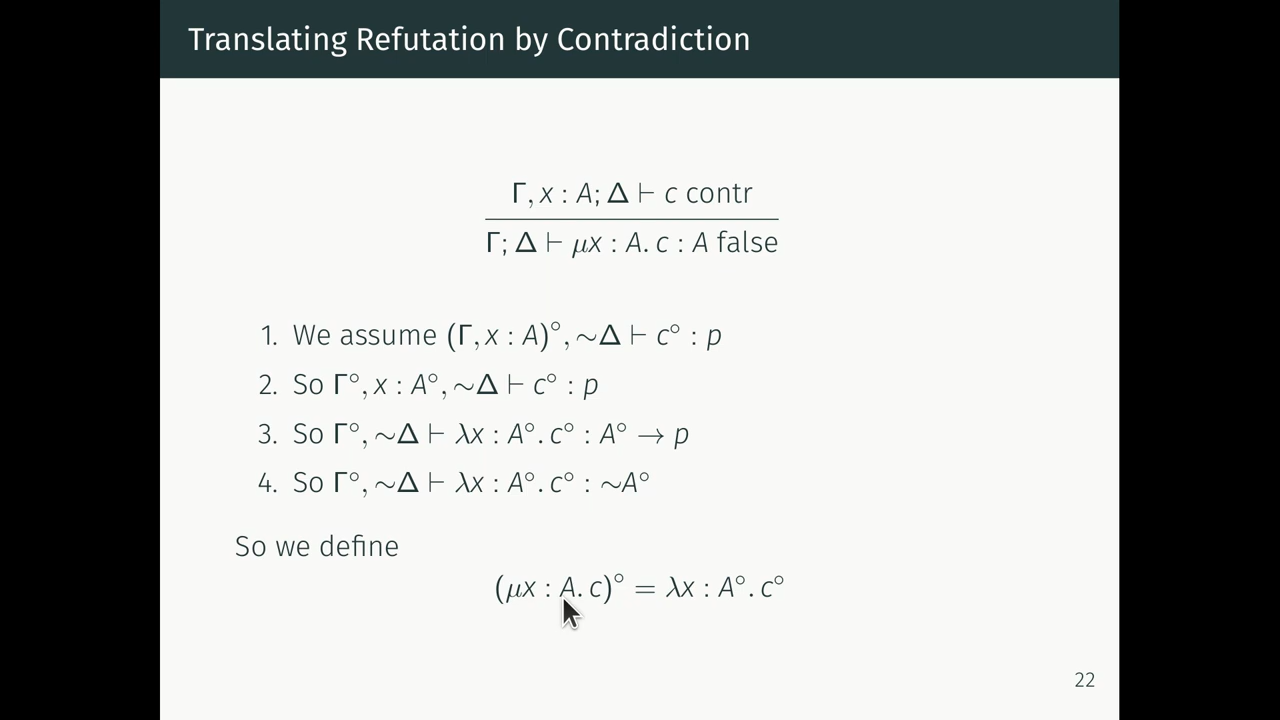 Translating Refutation by Contradiction
Γ, x : A; Δ ⊢ c contr
Γ; Δ ⊢ μx : A. c : A false
1. We assume (Γ, x : A)°, ∼Δ ⊢ c° : p
2. So Γ°, x : A°, ∼Δ ⊢ c° : p
3. So Γ°, ∼Δ ⊢ λx : A°. c° : A° → p
4. So Γ°, ∼Δ ⊢ λx : A°. c° : ∼A°
So we define
(μx : A. c)° = λx : A°. c°
22